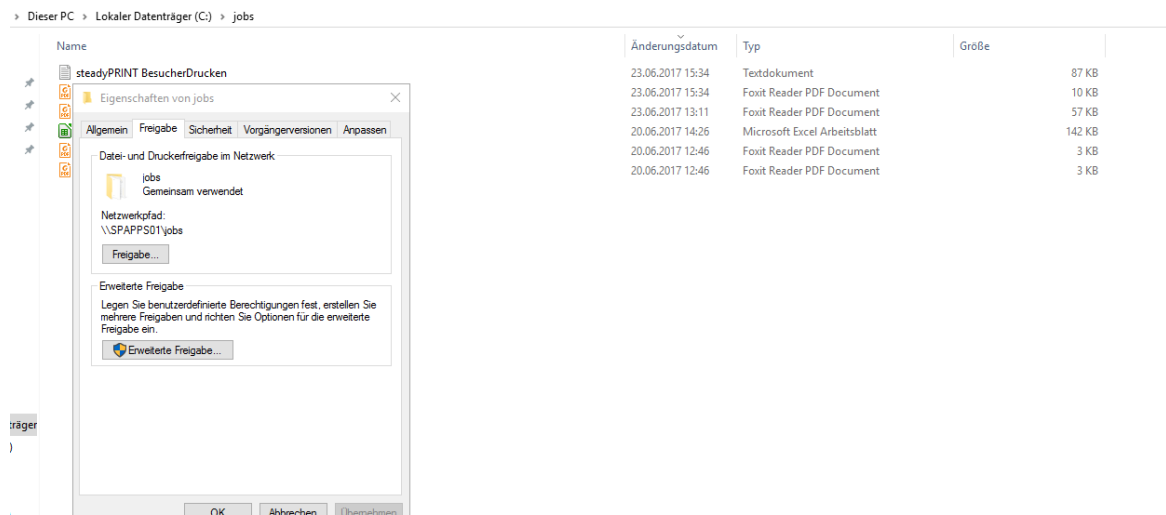 Dieser PC > Lokaler Datenträger (C:) > jobs
Name Änderungsdatum Typ Größe
steadyPRINT BesucherDrucken 23.06.2017 15:34 Textdokument 87 KB
23.06.2017 15:34 Foxit Reader PDF Document 10 KB
23.06.2017 13:11 Foxit Reader PDF Document 57 KB
20.06.2017 14:26 Microsoft Excel Arbeitsblatt 142 KB
20.06.2017 12:46 Foxit Reader PDF Document 3 KB
20.06.2017 12:46 Foxit Reader PDF Document 3 KB
Eigenschaften von jobs
Allgemein Freigabe Sicherheit Vorgängerversionen Anpassen
Datei- und Druckerfreigabe im Netzwerk
jobs
Gemeinsam verwendet
Netzwerkpfad:
\\SPAPPS01\jobs
Freigabe...
Erweiterte Freigabe
Legen Sie benutzerdefinierte Berechtigungen fest, erstellen Sie
mehrere Freigaben und richten Sie Optionen für die erweiterte
Freigabe ein.
Erweiterte Freigabe...
träger
)
OK Abbrechen Übernehmen